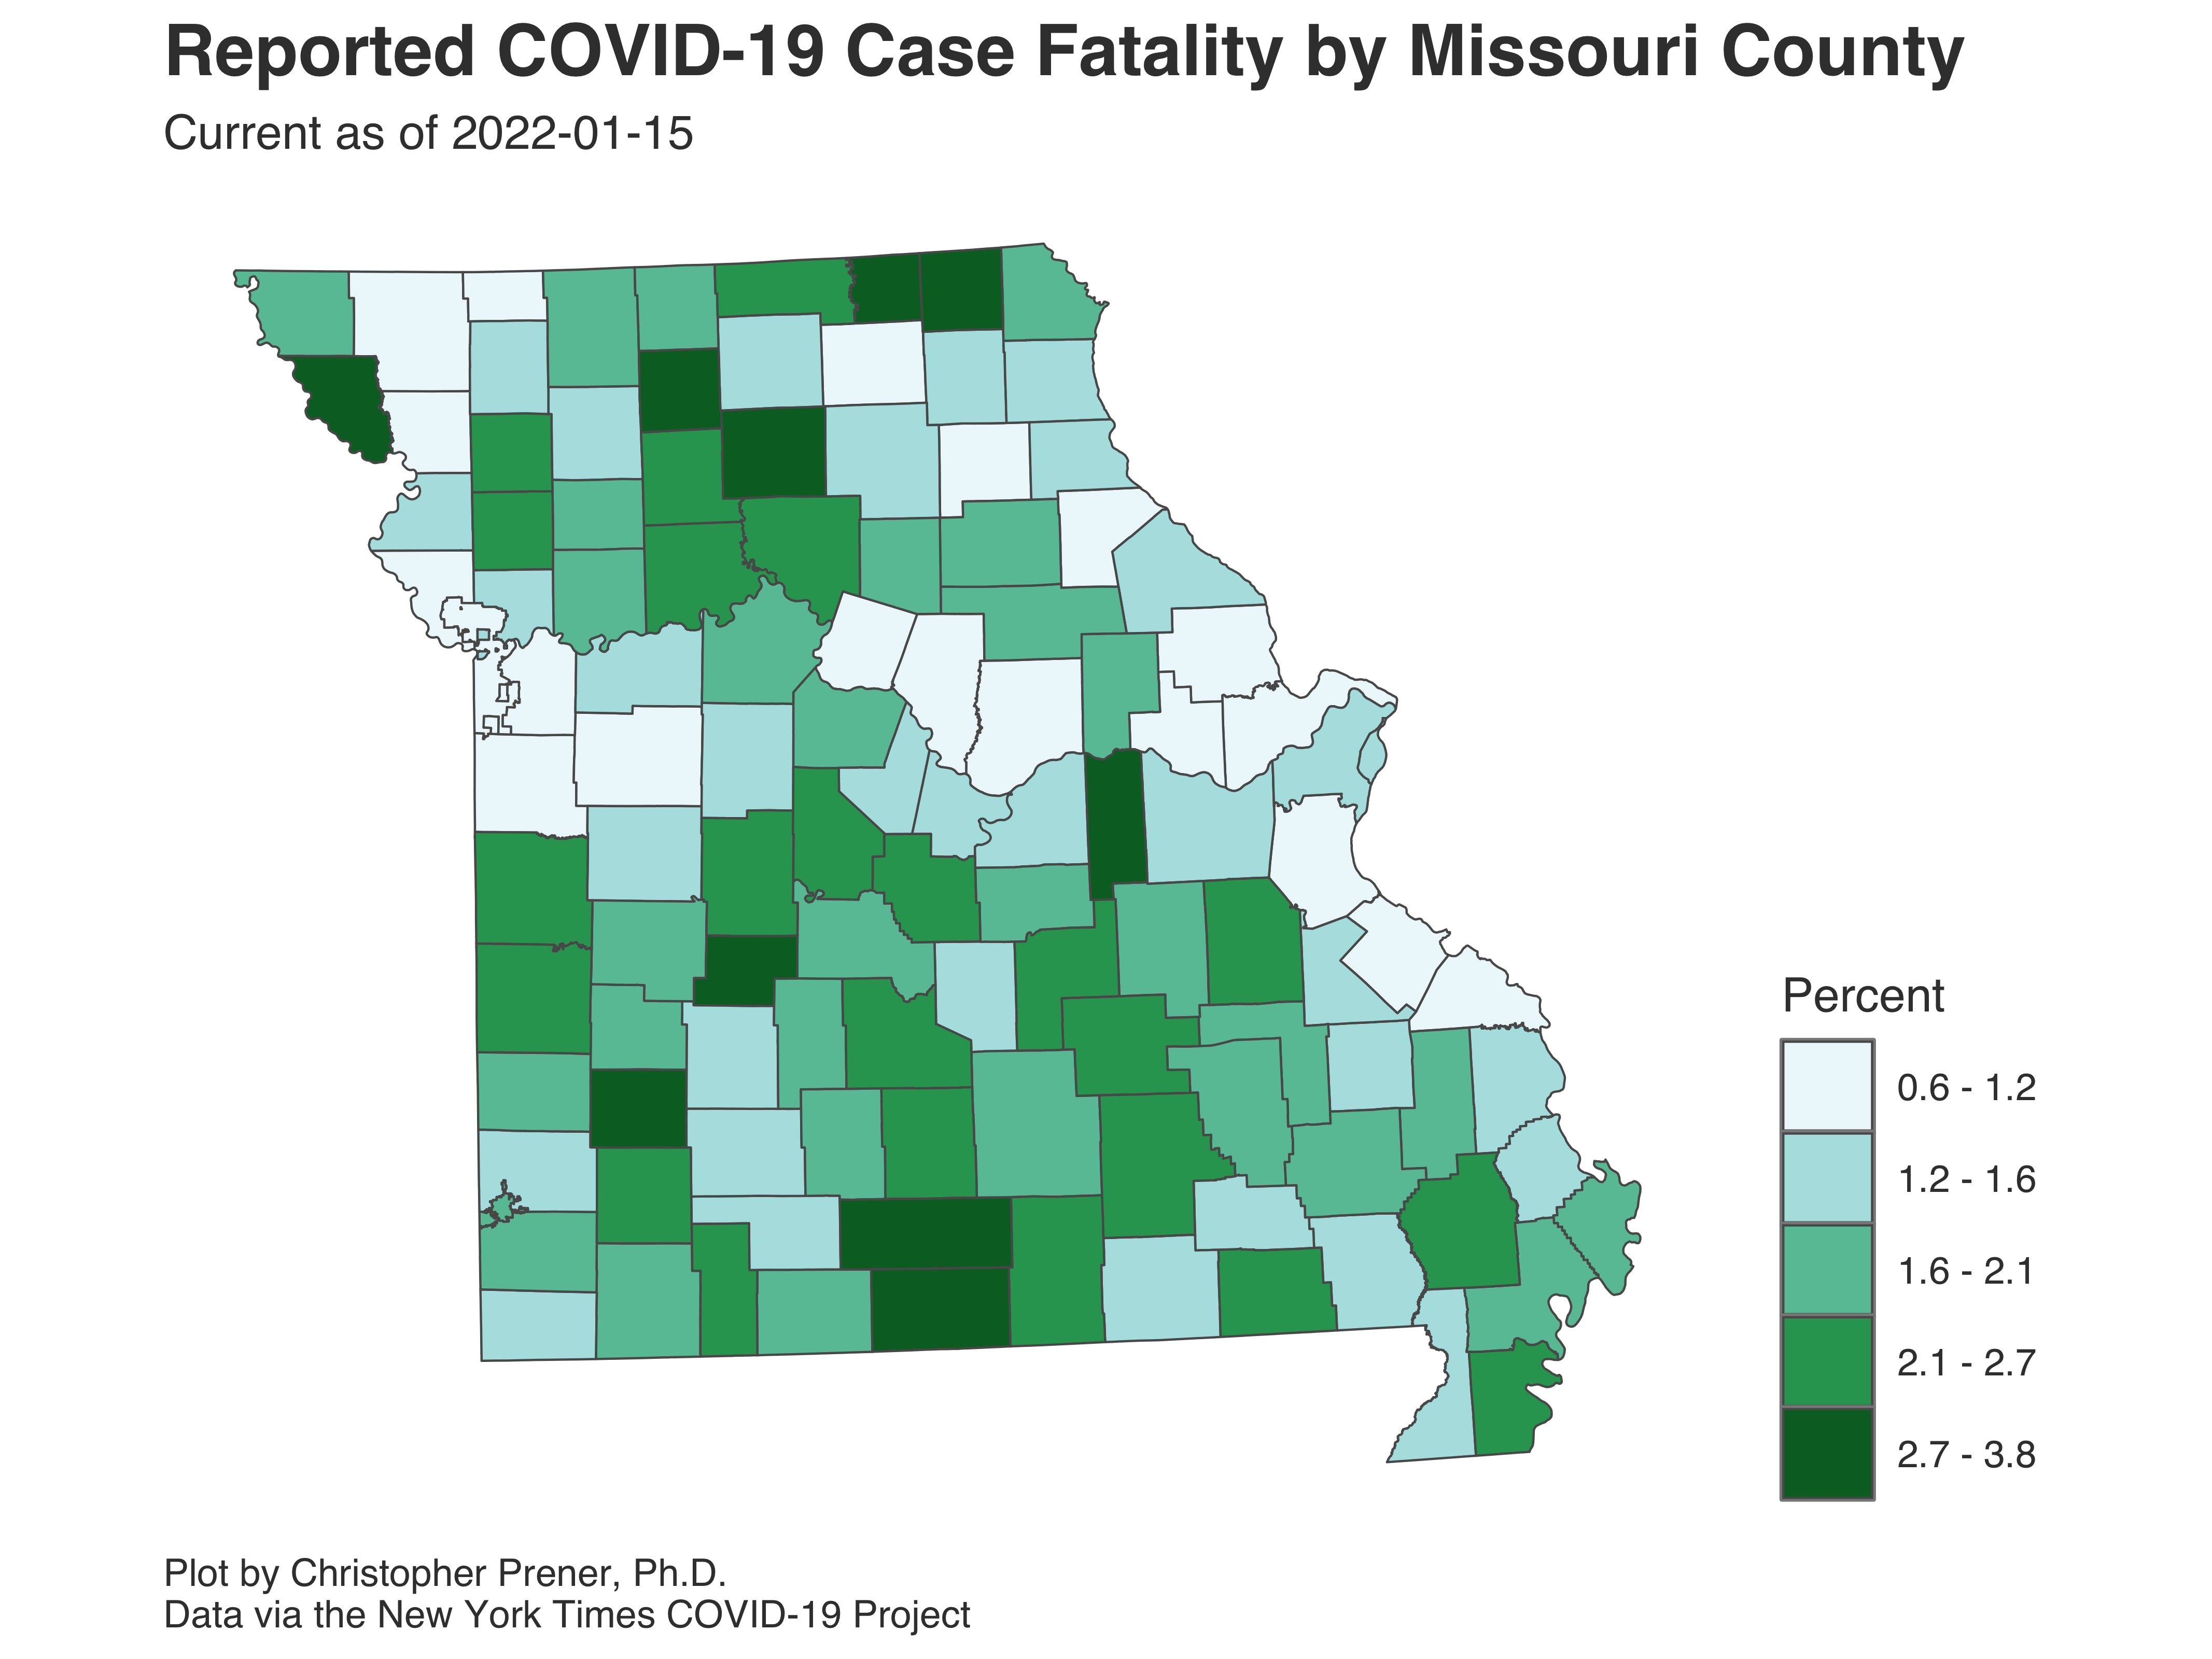 Reported COVID-19 Case Fatality by Missouri County
Current as of 2022-01-15
Percent
0.6 - 1.2
1.2 - 1.6
1.6 - 2.1
2.1 - 2.7
2.7 - 3.8
Plot by Christopher Prener, Ph.D.
Data via the New York Times COVID-19 Project